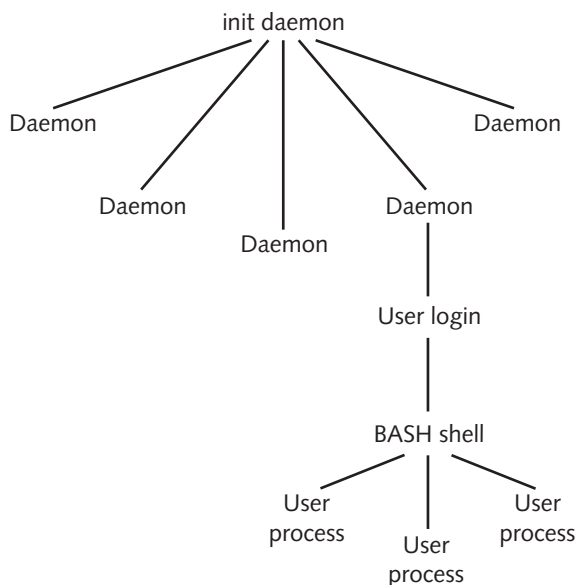 init daemon
Daemon
Daemon
Daemon
Daemon
Daemon
User login
BASH shell
User
process
User
process
User
process